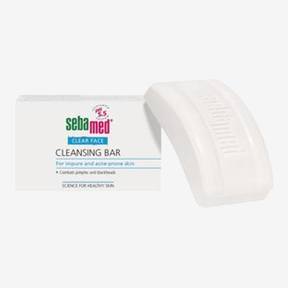 pH 5.5
sebamed®
CLEAR FACE
CLEANSING BAR
For impure and acne-prone skin
• Combats pimples and blackheads
SCIENCE FOR HEALTHY SKIN